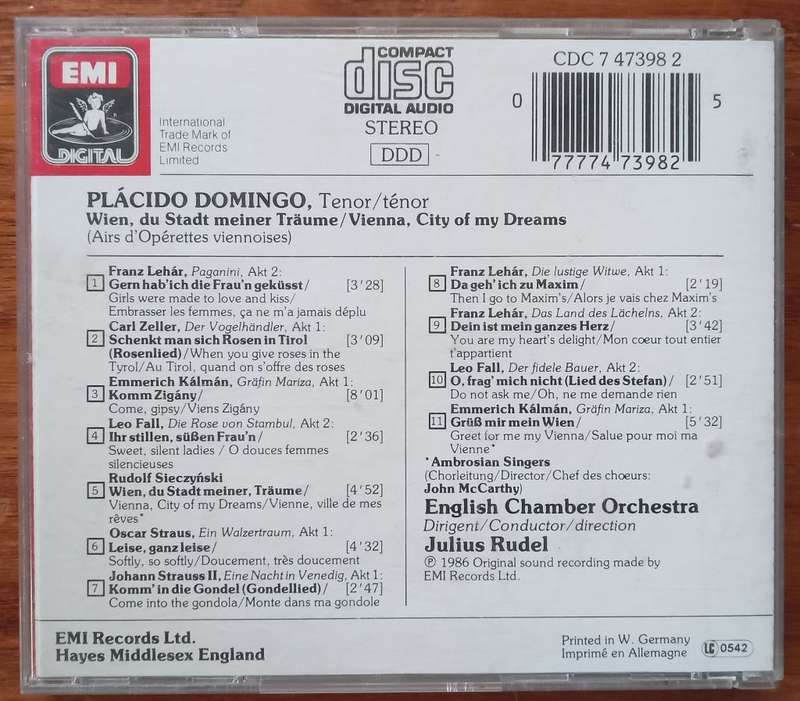 EMI
DIGITAL
International
Trade Mark of
EMI Records
Limited
COMPACT
disc
DIGITAL AUDIO
STEREO
DDD
CDC 7 47398 2
0
5
77774 73982
PLÁCIDO DOMINGO, Tenor/ténor
Wien, du Stadt meiner Träume/Vienna, City of my Dreams
(Airs d'Opérettes viennoises)
Franz Lehár, Paganini, Akt 2:
1 Gern hab'ich die Frau'n geküsst/ [3'28]
Girls were made to love and kiss/
Embrasser les femmes, ça ne m'a jamais déplu
Carl Zeller, Der Vogelhändler, Akt 1:
2 Schenkt man sich Rosen in Tirol [3'09]
(Rosenlied)/When you give roses in the
Tyrol/Au Tirol, quand on s'offre des roses
Emmerich Kálmán, Gräfin Mariza, Akt 1:
3 Komm Zigány/ [8'01]
Come, gipsy/Viens Zigány
Leo Fall, Die Rose von Stambul, Akt 2:
4 Ihr stillen, süßen Frau'n/ [2'36]
Sweet, silent ladies / O douces femmes
silencieuses
Rudolf Sieczyński
5 Wien, du Stadt meiner, Träume/ [4'52]
Vienna, City of my Dreams/Vienne, ville de mes
rêves*
Oscar Straus, Ein Walzertraum, Akt 1:
6 Leise, ganz leise/ [4'32]
Softly, so softly/Doucement, très doucement
Johann Strauss II, Eine Nacht in Venedig, Akt 1:
7 Komm' in die Gondel (Gondellied)/ [2'47]
Come into the gondola/Monte dans ma gondole
Franz Lehár, Die lustige Witwe, Akt 1:
8 Da geh' ich zu Maxim/ [2'19]
Then I go to Maxim's/Alors je vais chez Maxim's
Franz Lehár, Das Land des Lächelns, Akt 2:
9 Dein ist mein ganzes Herz/ [3'42]
You are my heart's delight/Mon cœur tout entier
t'appartient
Leo Fall, Der fidele Bauer, Akt 2:
10 O, frag' mich nicht (Lied des Stefan)/ [2'51]
Do not ask me/Oh, ne me demande rien
Emmerich Kálmán, Gräfin Mariza, Akt 1:
11 Grüß mir mein Wien/ [5'32]
Greet for me my Vienna/Salue pour moi ma
Vienne*
*Ambrosian Singers
(Chorleitung/Director/Chef des chœurs:
John McCarthy)
English Chamber Orchestra
Dirigent/Conductor/direction
Julius Rudel
℗ 1986 Original sound recording made by
EMI Records Ltd.
EMI Records Ltd.
Hayes Middlesex England
Printed in W. Germany
Imprimé en Allemagne
LC 0542